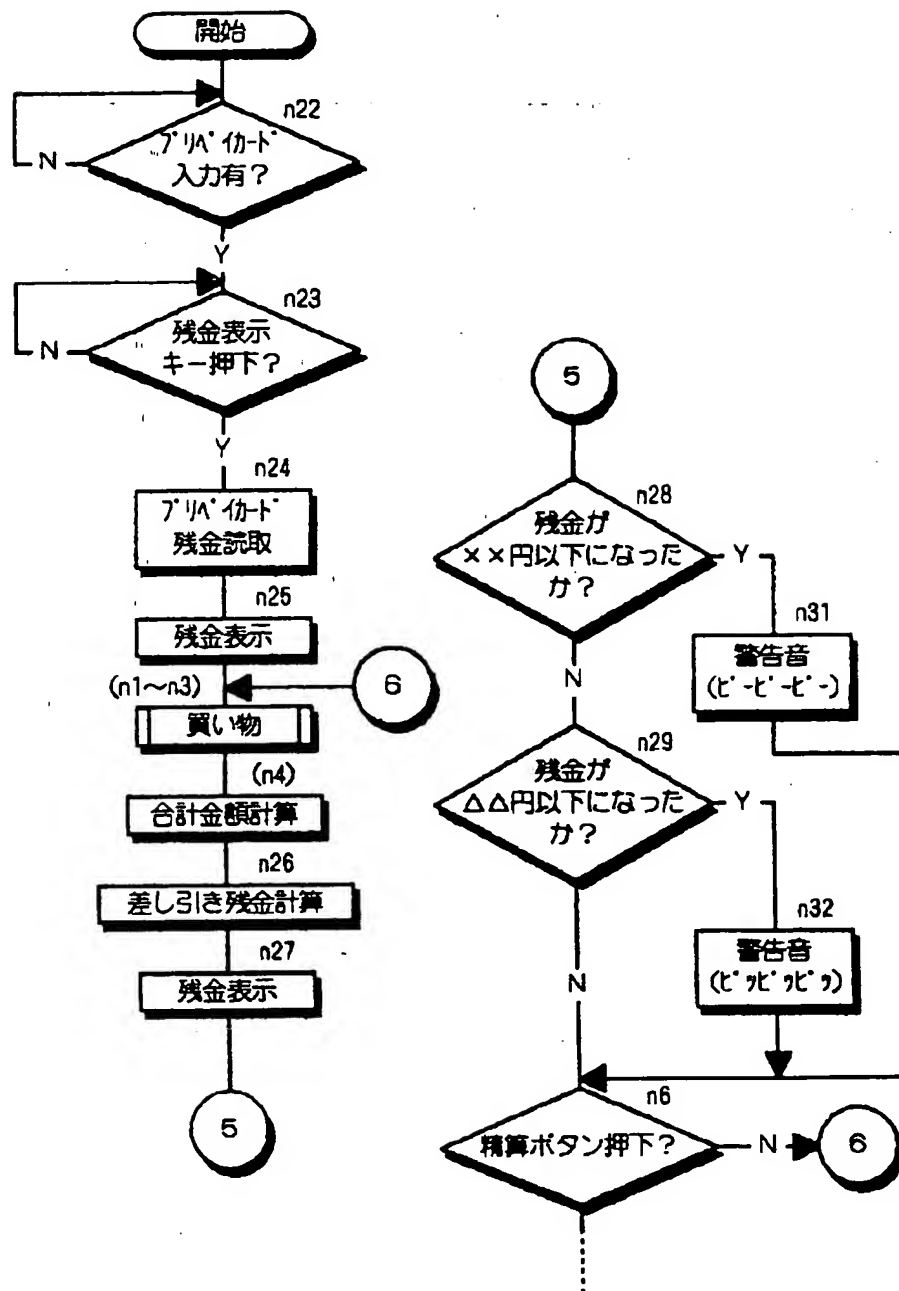 開始
n22
プリペイカード
入力有?
N
Y
n23
残金表示
キー押下?
N
Y
n24
プリペイカード
残金読取
n25
残金表示
(n1~n3)
6
買い物
(n4)
合計金額計算
n26
差し引き残金計算
n27
残金表示
5
5
n28
残金が
××円以下になった
か?
Y
N
n31
警告音
(ピーピーピー)
n29
残金が
△△円以下になった
か?
Y
N
n32
警告音
(ピッピッピッ)
n6
精算ボタン押下?
N
6